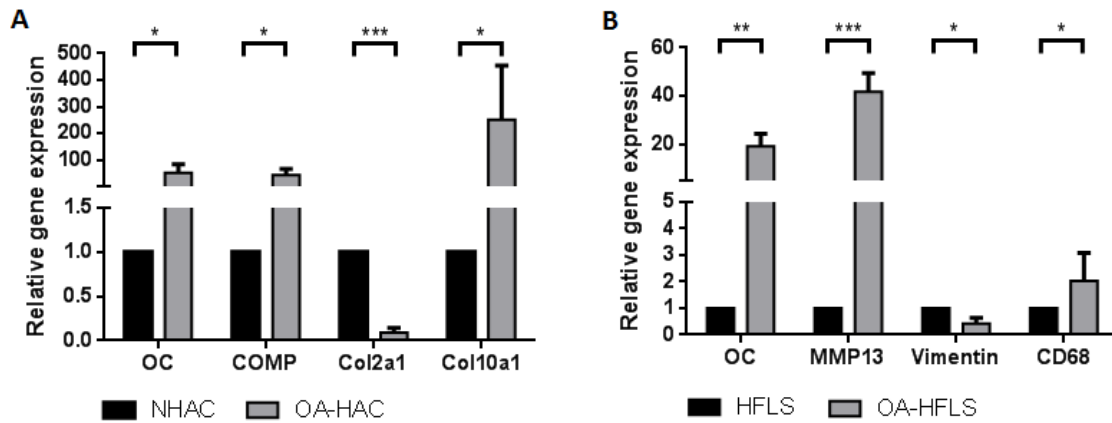 A
* * *** *
Relative gene expression
500
400
300
200
100
1.5
1.0
0.5
0.0
OC COMP Col2a1 Col10a1
NHAC OA-HAC
B
** *** * *
Relative gene expression
60
40
20
5
4
3
2
1
0
OC MMP13 Vimentin CD68
HFLS OA-HFLS